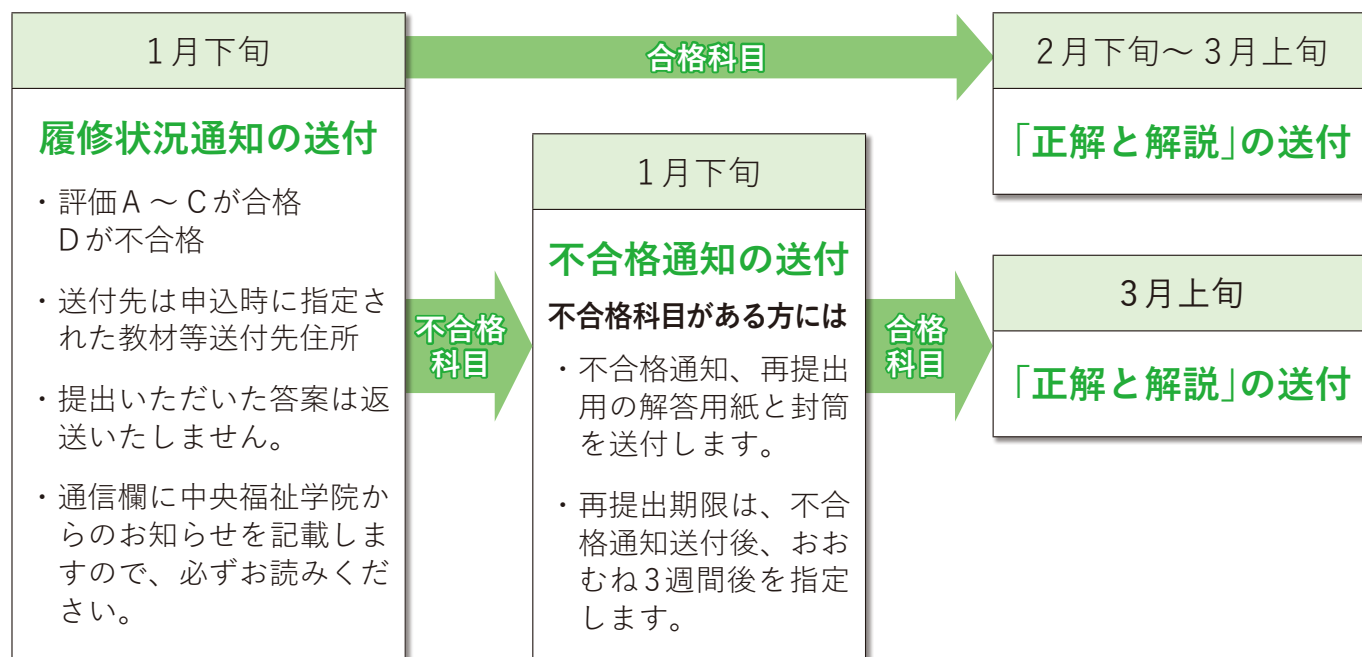 1月下旬
履修状況通知の送付
・評価A～Cが合格
Dが不合格
・送付先は申込時に指定さ
れた教材等送付先住所
・提出いただいた答案は返
送いたしません。
・通信欄に中央福祉学院か
らのお知らせを記載しま
すので、必ずお読みくだ
さい。
合格科目
不合格
科目
1月下旬
不合格通知の送付
不合格科目がある方には
・不合格通知、再提出
用の解答用紙と封筒
を送付します。
・再提出期限は、不合
格通知送付後、おお
むね3週間後を指定
します。
合格
科目
2月下旬～3月上旬
「正解と解説」の送付
3月上旬
「正解と解説」の送付